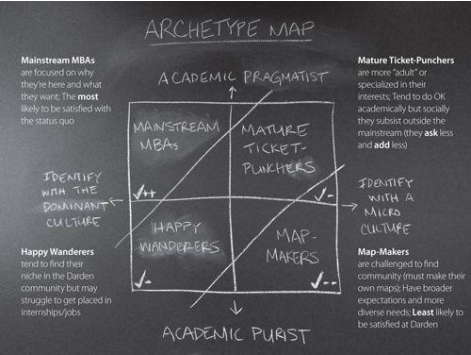 ARCHETYPE MAP
Mainstream MBAs
are focused on why
they're here and what
they want; The most
likely to be satisfied with
the status quo
ACADEMIC PRAGMATIST
Mature Ticket-Punchers
are more "adult" or
specialized in their
interests; Tend to do OK
academically but socially
they subsist outside the
mainstream (they ask less
and add less)
MAINSTREAM
MBAs
✓++
MATURE
TICKET-
PUNCHERS
✓-
IDENTIFY
WITH THE
DOMINANT
CULTURE
IDENTIFY
WITH A
MICRO
CULTURE
HAPPY
WANDERERS
✓-
MAP-
MAKERS
✓--
Happy Wanderers
tend to find their
niche in the Darden
community but may
struggle to get placed in
internships/jobs
Map-Makers
are challenged to find
community (must make their
own maps); Have broader
expectations and more
diverse needs; Least likely to
be satisfied at Darden
ACADEMIC PURIST